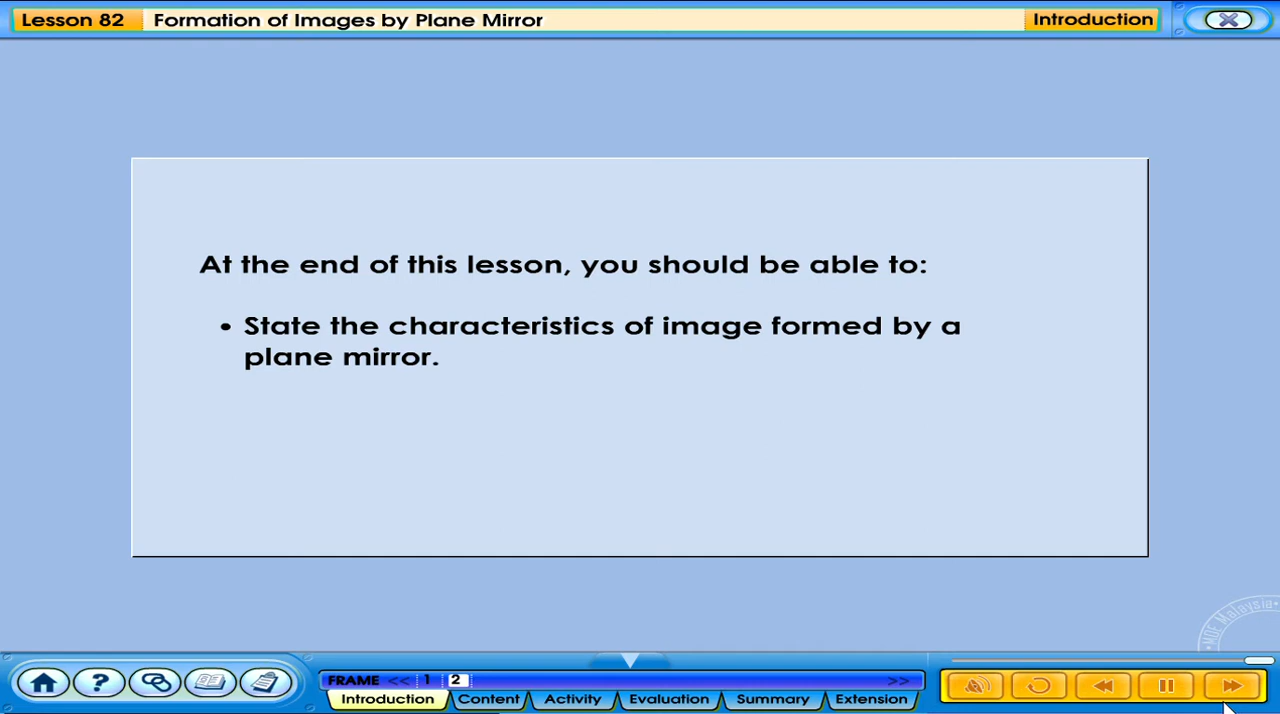 Lesson 82 Formation of Images by Plane Mirror Introduction
At the end of this lesson, you should be able to:
• State the characteristics of image formed by a
plane mirror.
MOE Malaysia
FRAME << 1 2 >>
Introduction Content Activity Evaluation Summary Extension